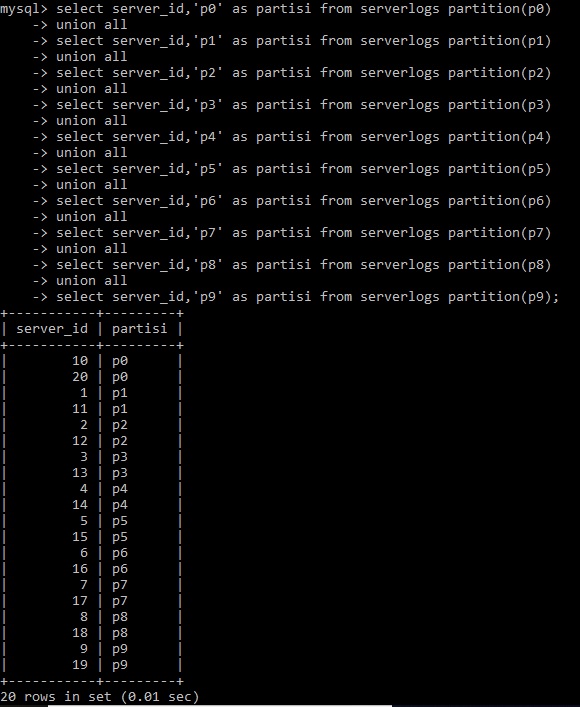 mysql> select server_id,'p0' as partisi from serverlogs partition(p0)
    -> union all
    -> select server_id,'p1' as partisi from serverlogs partition(p1)
    -> union all
    -> select server_id,'p2' as partisi from serverlogs partition(p2)
    -> union all
    -> select server_id,'p3' as partisi from serverlogs partition(p3)
    -> union all
    -> select server_id,'p4' as partisi from serverlogs partition(p4)
    -> union all
    -> select server_id,'p5' as partisi from serverlogs partition(p5)
    -> union all
    -> select server_id,'p6' as partisi from serverlogs partition(p6)
    -> union all
    -> select server_id,'p7' as partisi from serverlogs partition(p7)
    -> union all
    -> select server_id,'p8' as partisi from serverlogs partition(p8)
    -> union all
    -> select server_id,'p9' as partisi from serverlogs partition(p9);
+-----------+---------+
| server_id | partisi |
+-----------+---------+
|        10 | p0      |
|        20 | p0      |
|         1 | p1      |
|        11 | p1      |
|         2 | p2      |
|        12 | p2      |
|         3 | p3      |
|        13 | p3      |
|         4 | p4      |
|        14 | p4      |
|         5 | p5      |
|        15 | p5      |
|         6 | p6      |
|        16 | p6      |
|         7 | p7      |
|        17 | p7      |
|         8 | p8      |
|        18 | p8      |
|         9 | p9      |
|        19 | p9      |
+-----------+---------+
20 rows in set (0.01 sec)